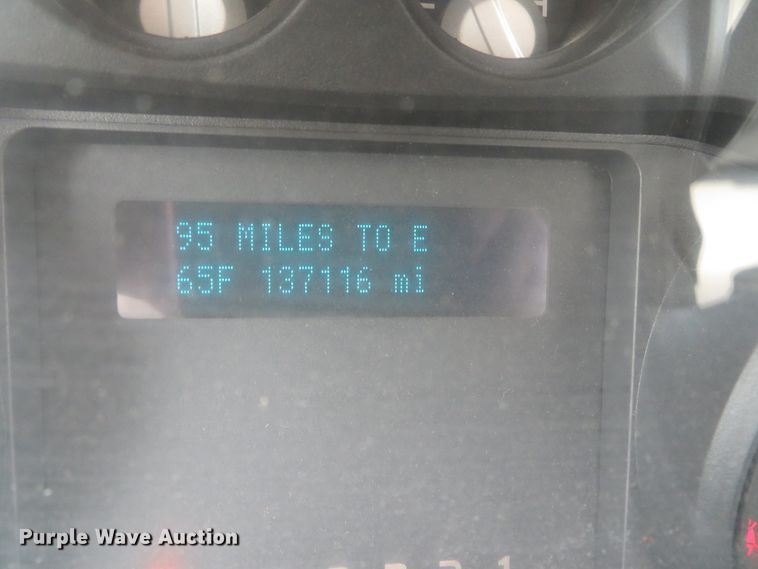 95 MILES TO E
65F 137116 mi
Purple Wave Auction